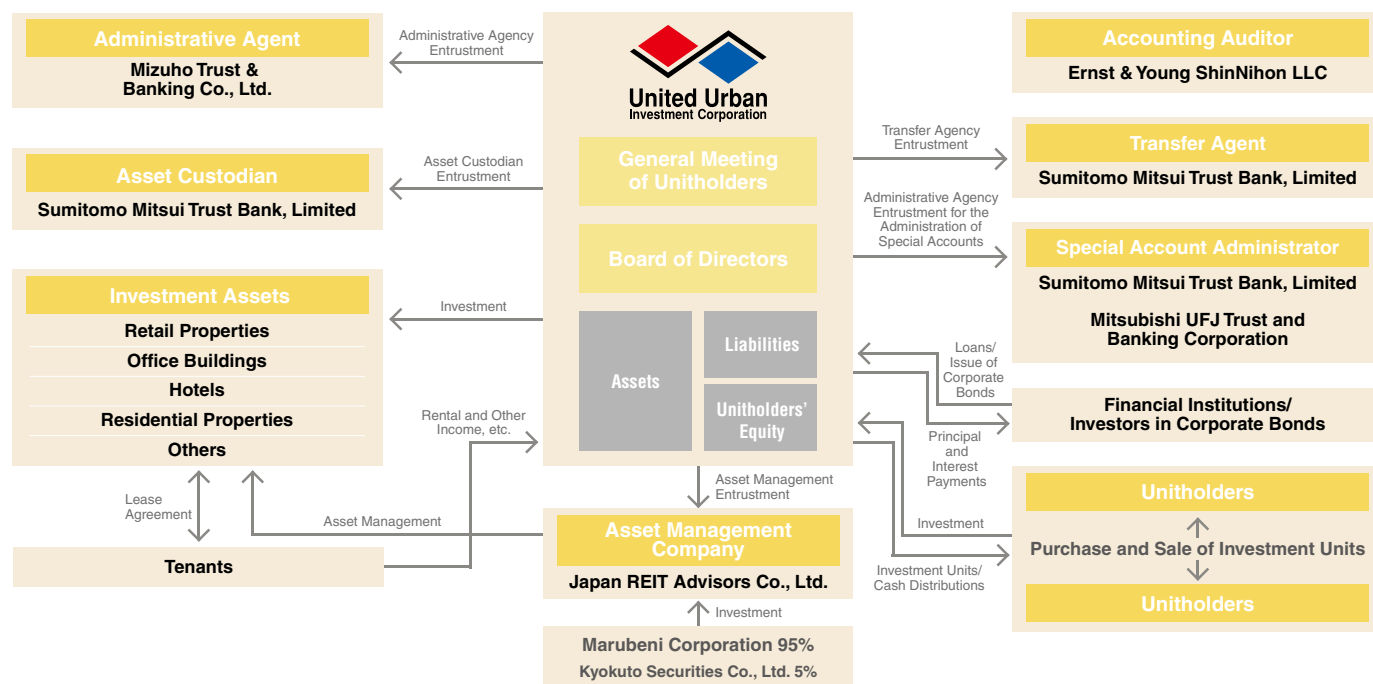 Administrative Agent
Mizuho Trust &
Banking Co., Ltd.
Administrative Agency
Entrustment
Asset Custodian
Sumitomo Mitsui Trust Bank, Limited
Asset Custodian
Entrustment
Investment Assets
Retail Properties
Office Buildings
Hotels
Residential Properties
Others
Investment
Rental and Other
Income, etc.
Lease
Agreement
Asset Management
Tenants
United Urban
Investment Corporation
General Meeting
of Unitholders
Board of Directors
Assets
Liabilities
Unitholders'
Equity
Asset Management
Entrustment
Asset Management
Company
Japan REIT Advisors Co., Ltd.
Investment
Marubeni Corporation 95%
Kyokuto Securities Co., Ltd. 5%
Accounting Auditor
Ernst & Young ShinNihon LLC
Transfer Agency
Entrustment
Transfer Agent
Sumitomo Mitsui Trust Bank, Limited
Administrative Agency
Entrustment for the
Administration of
Special Accounts
Special Account Administrator
Sumitomo Mitsui Trust Bank, Limited
Mitsubishi UFJ Trust and
Banking Corporation
Loans/
Issue of
Corporate
Bonds
Financial Institutions/
Investors in Corporate Bonds
Principal
and
Interest
Payments
Investment
Investment Units/
Cash Distributions
Unitholders
Purchase and Sale of Investment Units
Unitholders